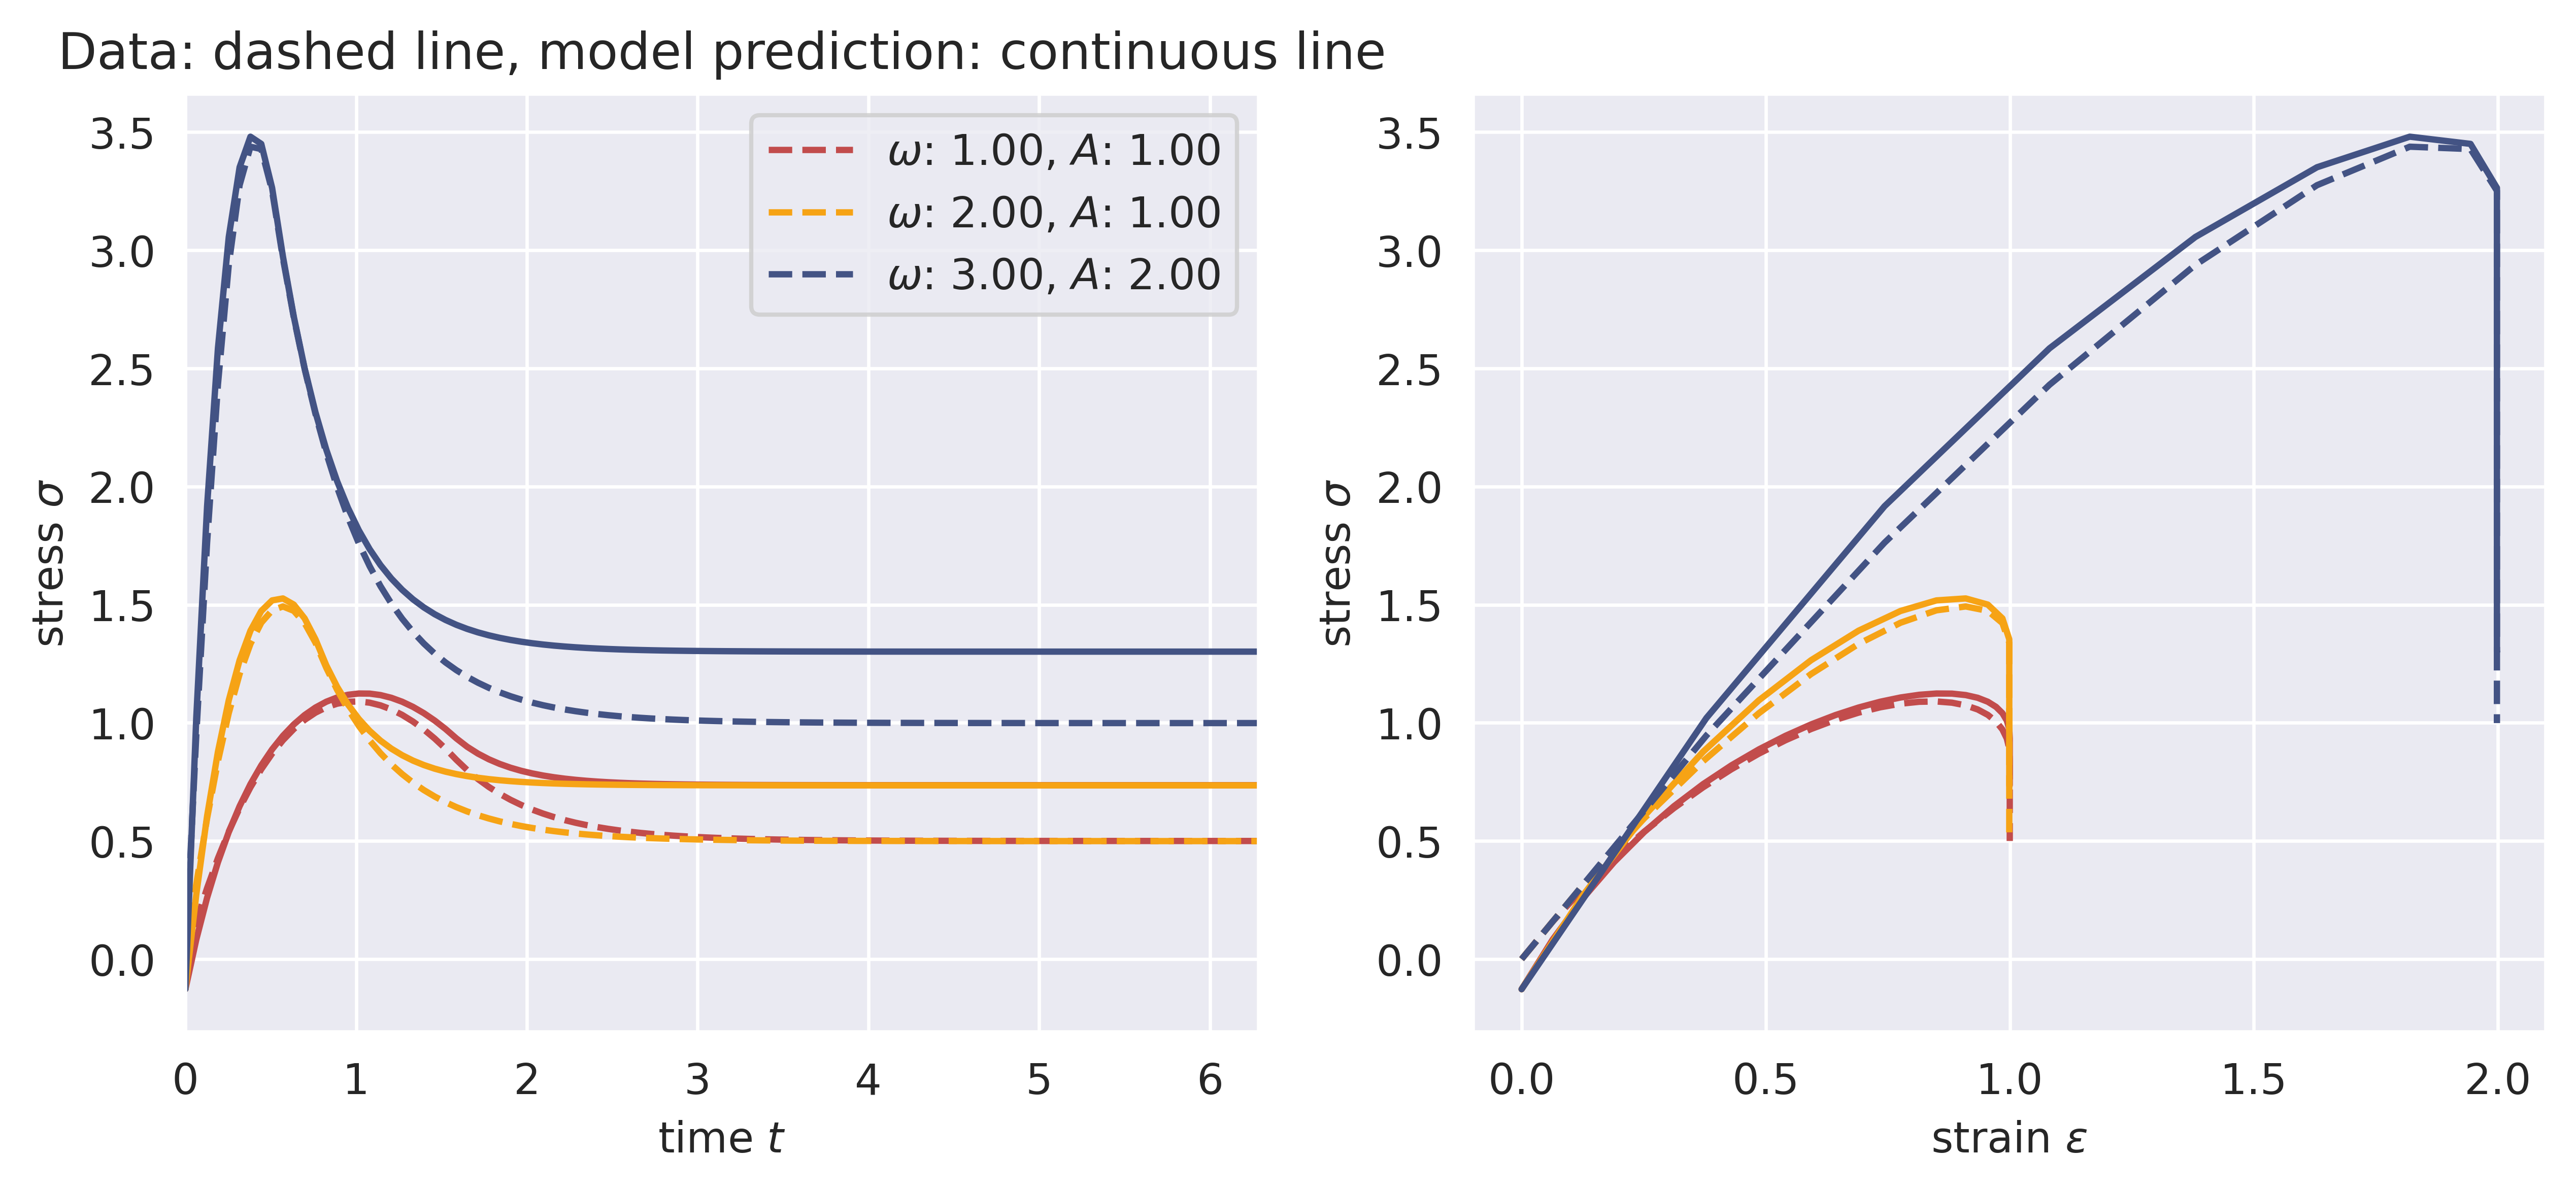 Data: dashed line, model prediction: continuous line
3.5
3.0
2.5
2.0
1.5
1.0
0.5
0.0
stress σ
0 1 2 3 4 5 6
time t
ω: 1.00, A: 1.00
ω: 2.00, A: 1.00
ω: 3.00, A: 2.00
3.5
3.0
2.5
2.0
1.5
1.0
0.5
0.0
stress σ
0.0 0.5 1.0 1.5 2.0
strain ε